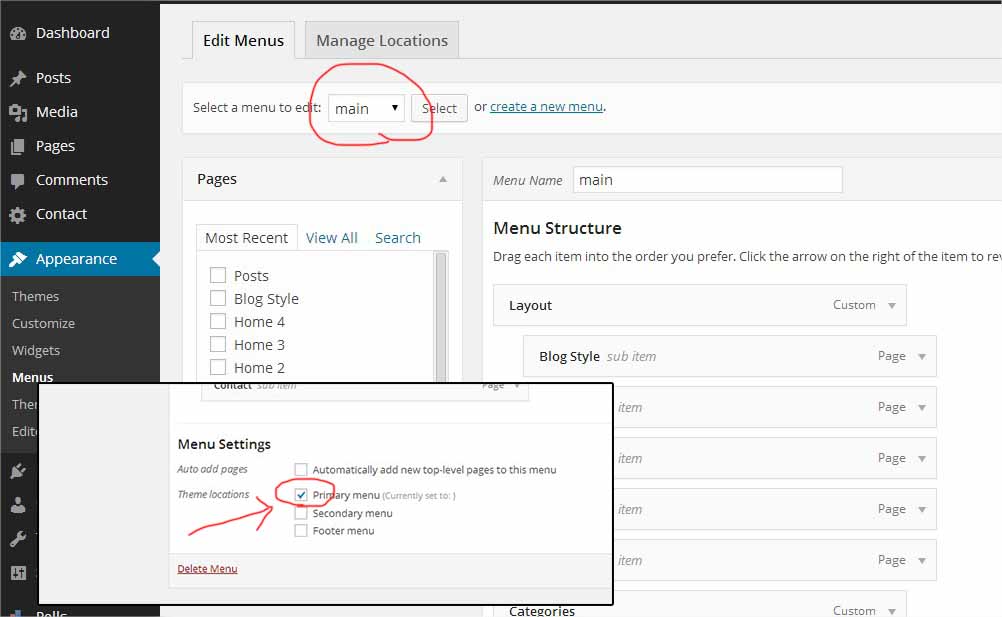 Dashboard
Posts
Media
Pages
Comments
Contact
Appearance
Themes
Customize
Widgets
Menus
Edit Menus
Manage Locations
Select a menu to edit: main Select or create a new menu.
Pages
Most Recent View All Search
Posts
Blog Style
Home 4
Home 3
Home 2
Menu Name main
Menu Structure
Drag each item into the order you prefer. Click the arrow on the right of the item to
Layout Custom
Blog Style sub item Page
item Page
item Page
item Page
item Page
Categories Custom
Contact sub item Page
Menu Settings
Auto add pages Automatically add new top-level pages to this menu
Theme locations Primary menu (Currently set to: )
Secondary menu
Footer menu
Delete Menu
Polls